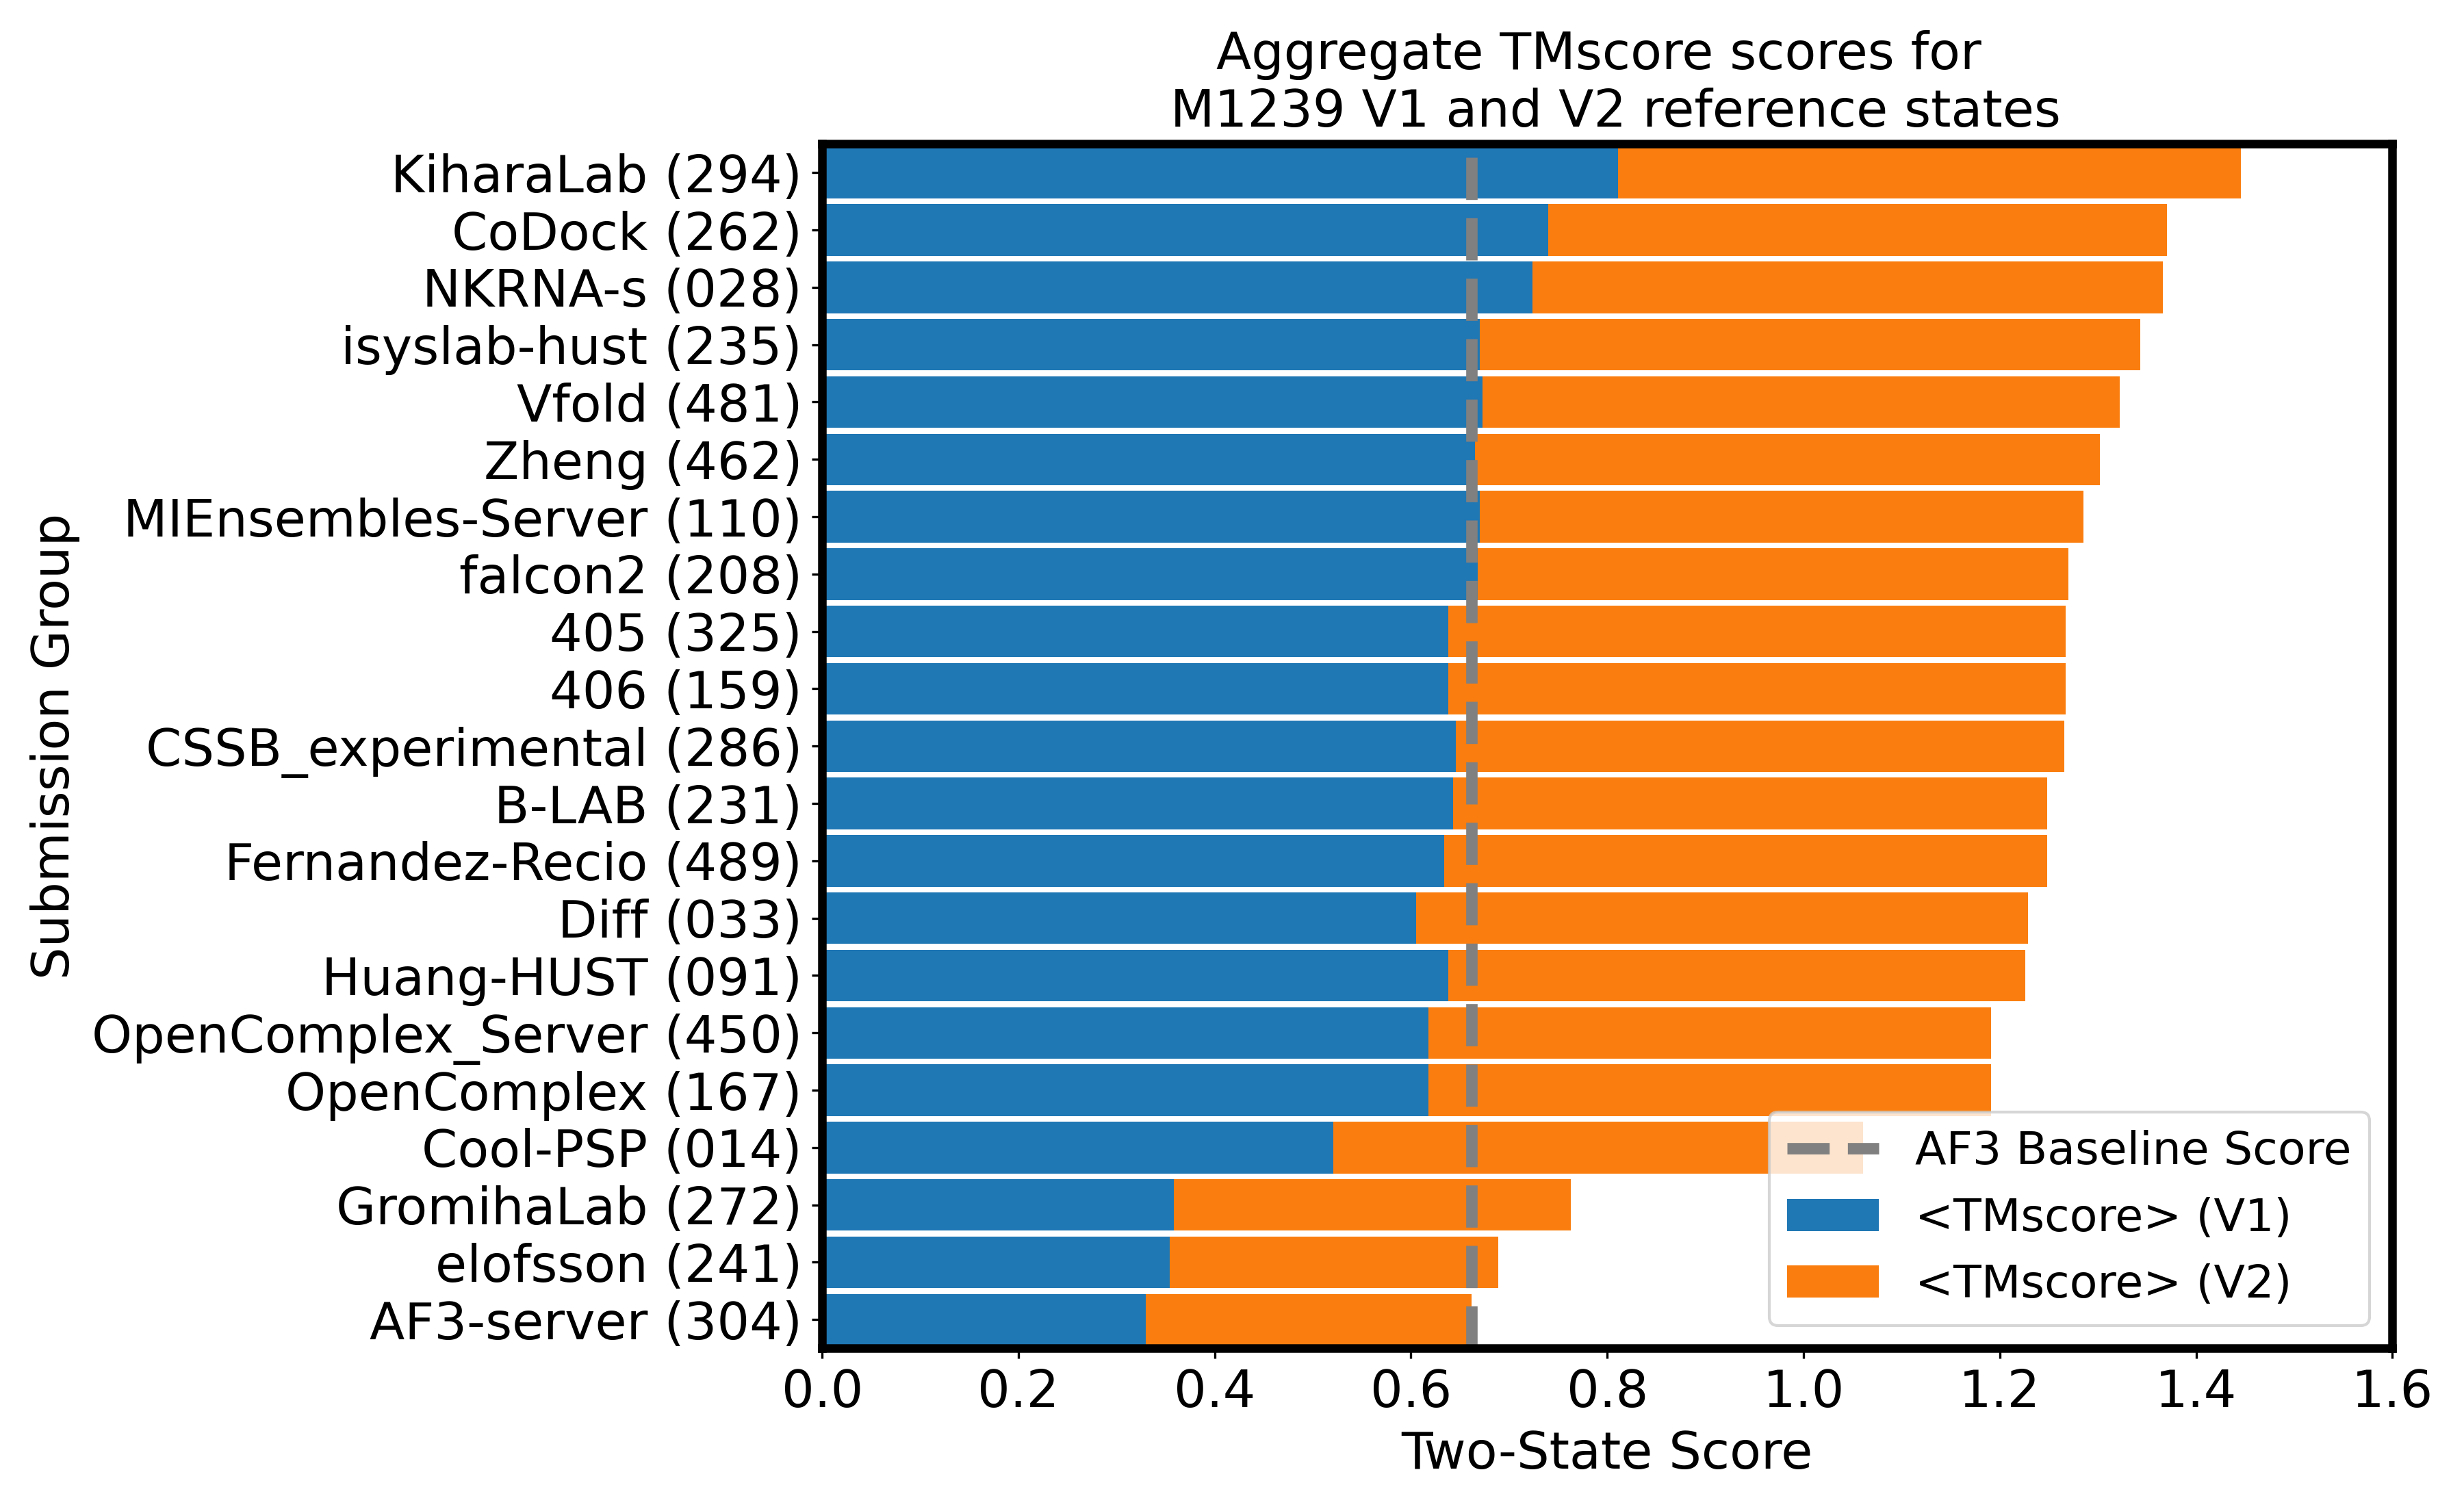 Aggregate TMscore scores for
M1239 V1 and V2 reference states
Submission Group
KiharaLab (294)
CoDock (262)
NKRNA-s (028)
isyslab-hust (235)
Vfold (481)
Zheng (462)
MIEnsembles-Server (110)
falcon2 (208)
405 (325)
406 (159)
CSSB_experimental (286)
B-LAB (231)
Fernandez-Recio (489)
Diff (033)
Huang-HUST (091)
OpenComplex_Server (450)
OpenComplex (167)
Cool-PSP (014)
GromihaLab (272)
elofsson (241)
AF3-server (304)
AF3 Baseline Score
<TMscore> (V1)
<TMscore> (V2)
0.0 0.2 0.4 0.6 0.8 1.0 1.2 1.4 1.6
Two-State Score